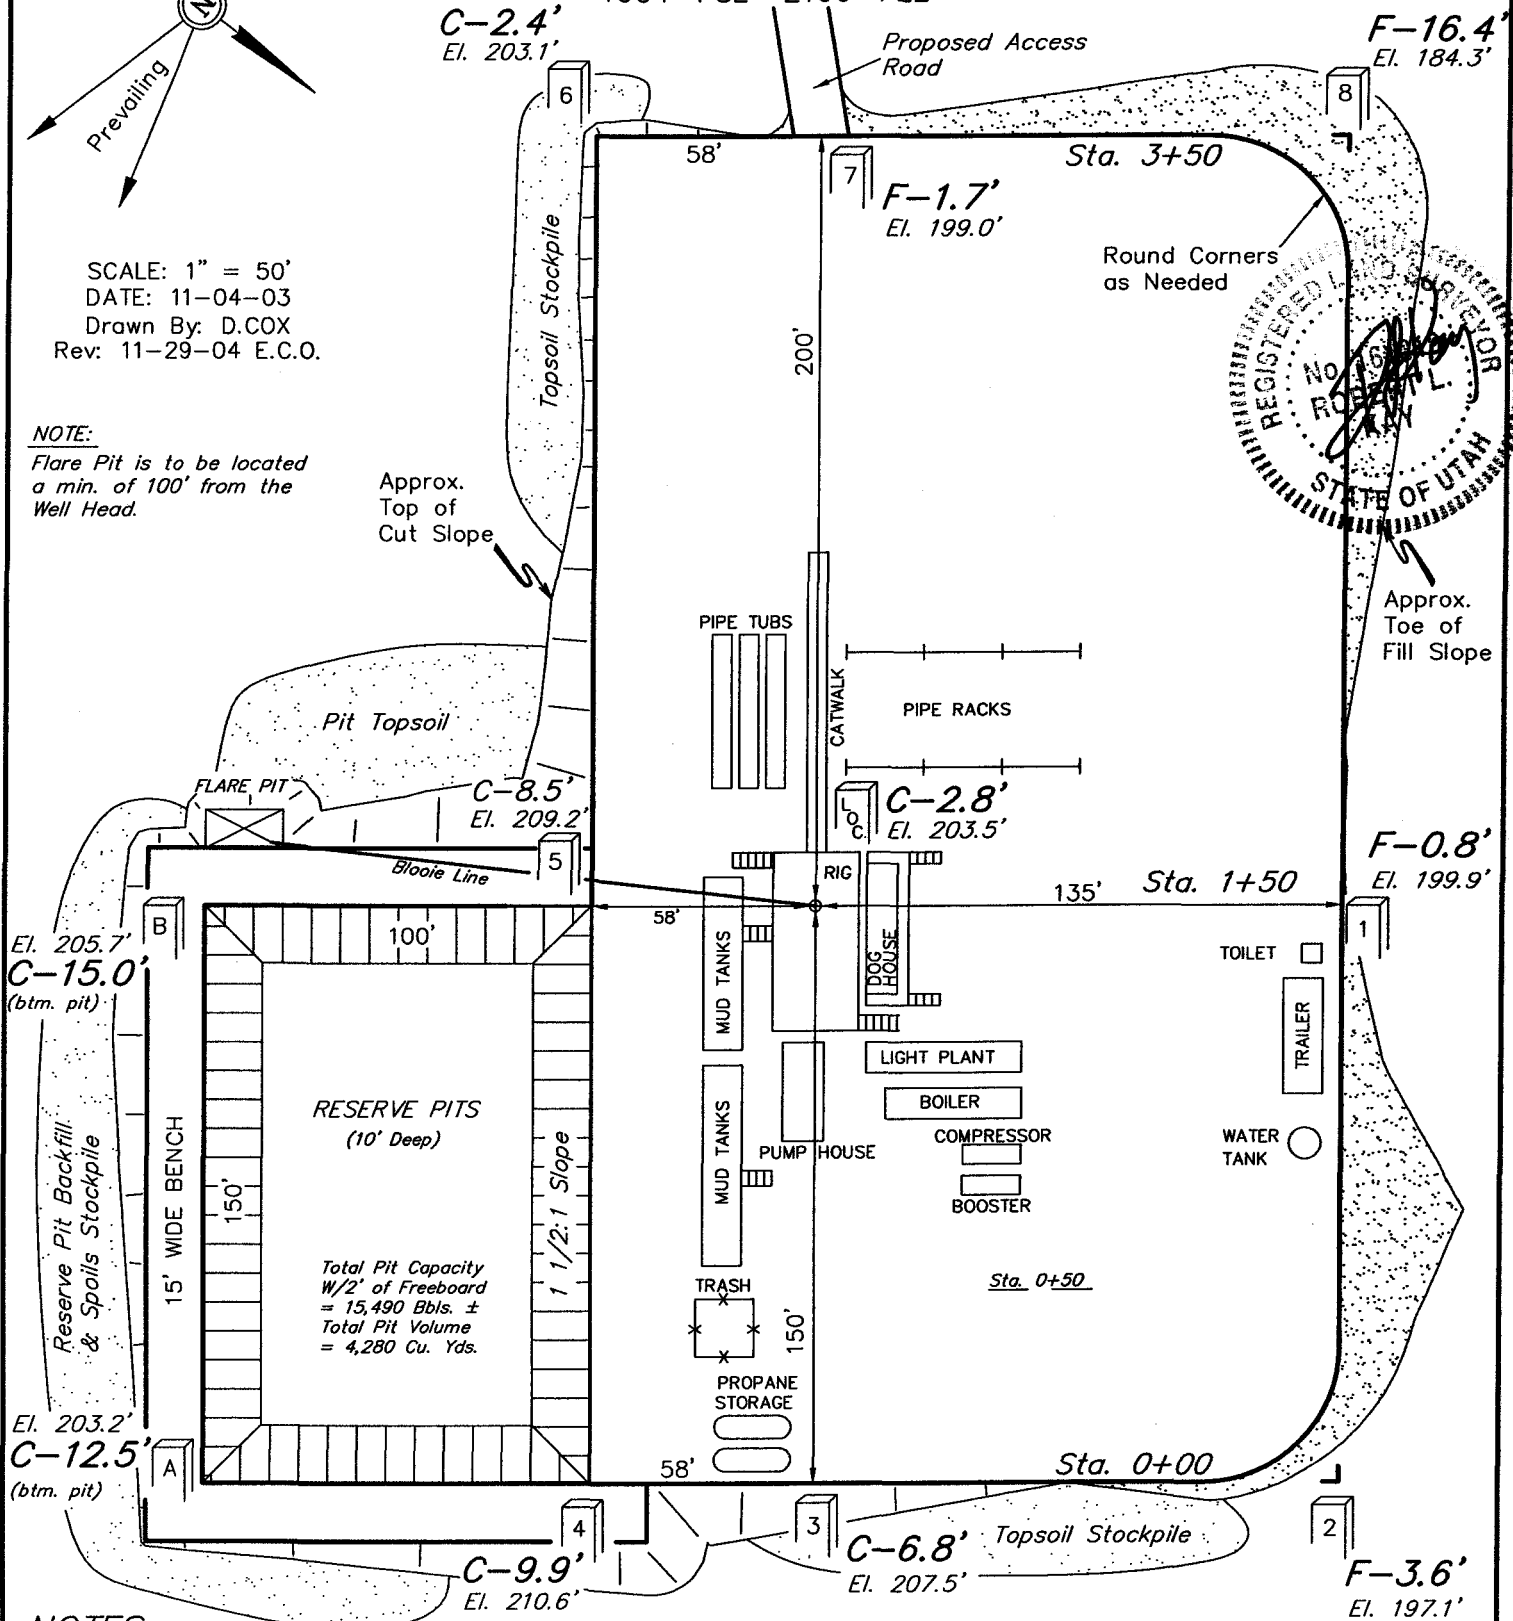 C-2.4'
El. 203.1'
Proposed Access
Road
F-16.4'
El. 184.3'
N
Prevailing
6
8
58'
7
Sta. 3+50
F-1.7'
El. 199.0'
Topsoil Stockpile
Round Corners
as Needed
SCALE: 1" = 50'
DATE: 11-04-03
Drawn By: D.COX
Rev: 11-29-04 E.C.O.
200'
REGISTERED LAND SURVEYOR
No.
ROBERT L.
KAY
STATE OF UTAH
NOTE:
Flare Pit is to be located
a min. of 100' from the
Well Head.
Approx.
Top of
Cut Slope
Approx.
Toe of
Fill Slope
PIPE TUBS
CATWALK
PIPE RACKS
Pit Topsoil
FLARE PIT
C-8.5'
El. 209.2'
LOC.
C-2.8'
El. 203.5'
5
Blooie Line
RIG
F-0.8'
El. 199.9'
58'
135'
Sta. 1+50
B
El. 205.7'
C-15.0'
(btm. pit)
100'
1
MUD TANKS
DOG
HOUSE
TOILET
TRAILER
LIGHT PLANT
BOILER
RESERVE PITS
(10' Deep)
COMPRESSOR
PUMP HOUSE
WATER
TANK
MUD TANKS
BOOSTER
Reserve Pit Backfill
& Spoils Stockpile
15' WIDE BENCH
150'
1 1/2:1 Slope
Total Pit Capacity
W/2' of Freeboard
= 15,490 Bbls. ±
Total Pit Volume
= 4,280 Cu. Yds.
TRASH
Sta. 0+50
150'
PROPANE
STORAGE
El. 203.2'
C-12.5'
(btm. pit)
A
58'
Sta. 0+00
4
3
2
C-9.9'
El. 210.6'
C-6.8'
El. 207.5'
Topsoil Stockpile
F-3.6'
El. 197.1'